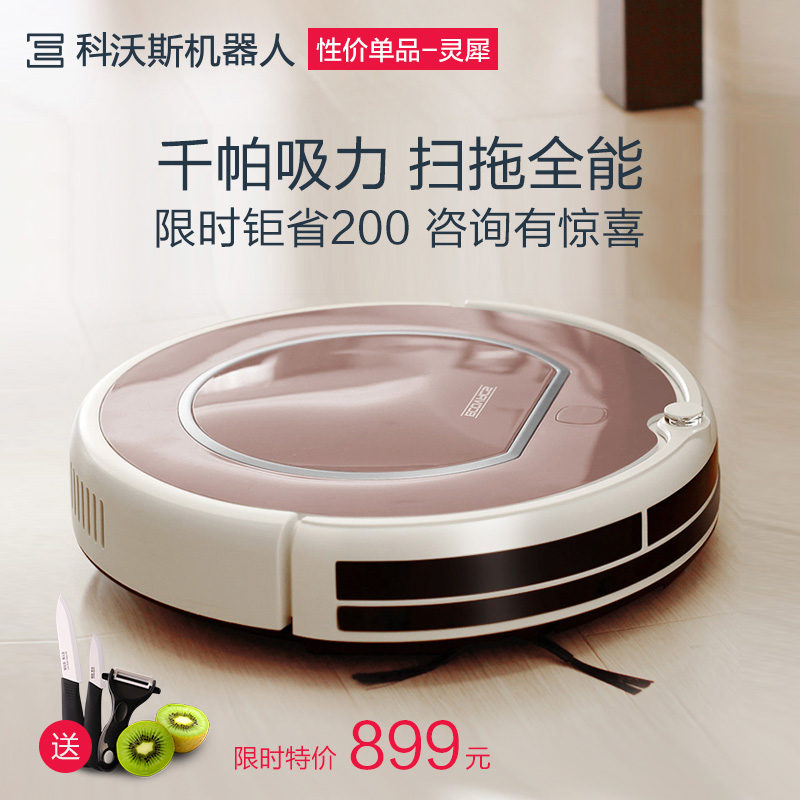 科沃斯机器人 性价单品-灵犀
千帕吸力 扫拖全能
限时钜省200 咨询有惊喜
ECOVACS
送
限时特价 899元